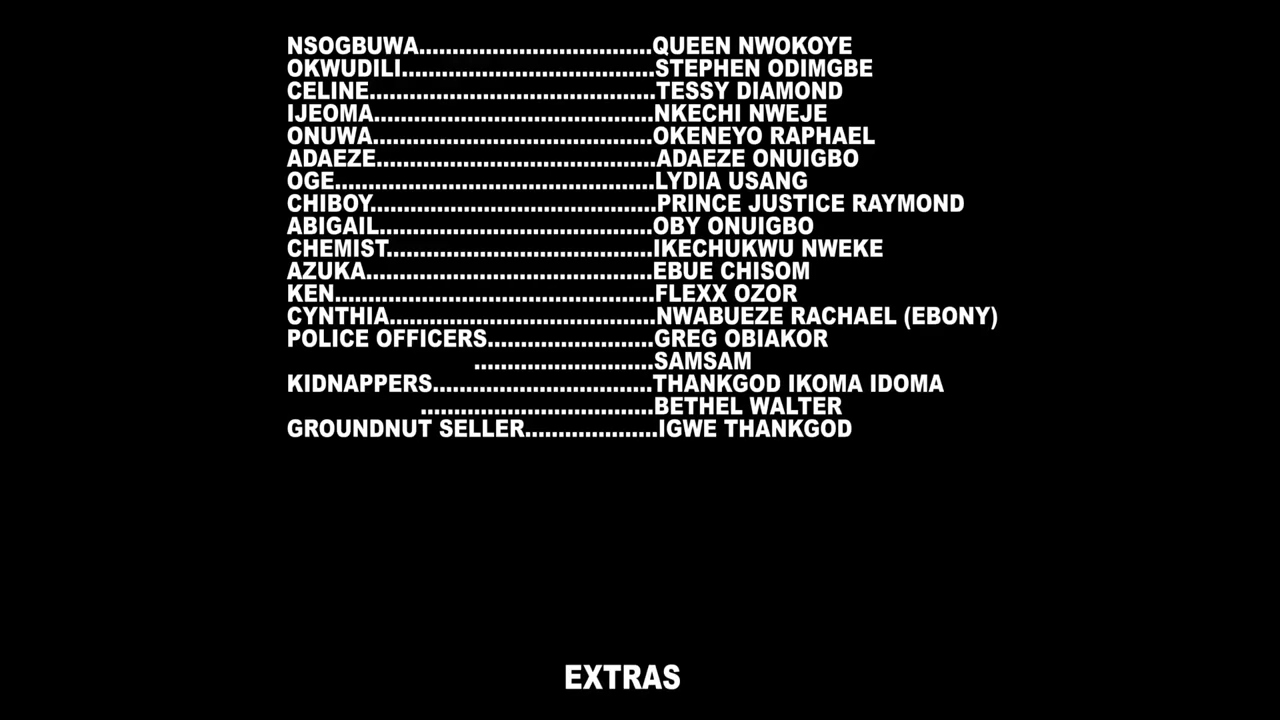 NSOGBUWA...................................QUEEN NWOKOYE
OKWUDILI......................................STEPHEN ODIMGBE
CELINE...........................................TESSY DIAMOND
IJEOMA..........................................NKECHI NWEJE
ONUWA..........................................OKENEYO RAPHAEL
ADAEZE..........................................ADAEZE ONUIGBO
OGE................................................LYDIA USANG
CHIBOY...........................................PRINCE JUSTICE RAYMOND
ABIGAIL.........................................OBY ONUIGBO
CHEMIST........................................IKECHUKWU NWEKE
AZUKA...........................................EBUE CHISOM
KEN................................................FLEXX OZOR
CYNTHIA........................................NWABUEZE RACHAEL (EBONY)
POLICE OFFICERS.........................GREG OBIAKOR
...........................SAMSAM
KIDNAPPERS.................................THANKGOD IKOMA IDOMA
...................................BETHEL WALTER
GROUNDNUT SELLER....................IGWE THANKGOD
EXTRAS